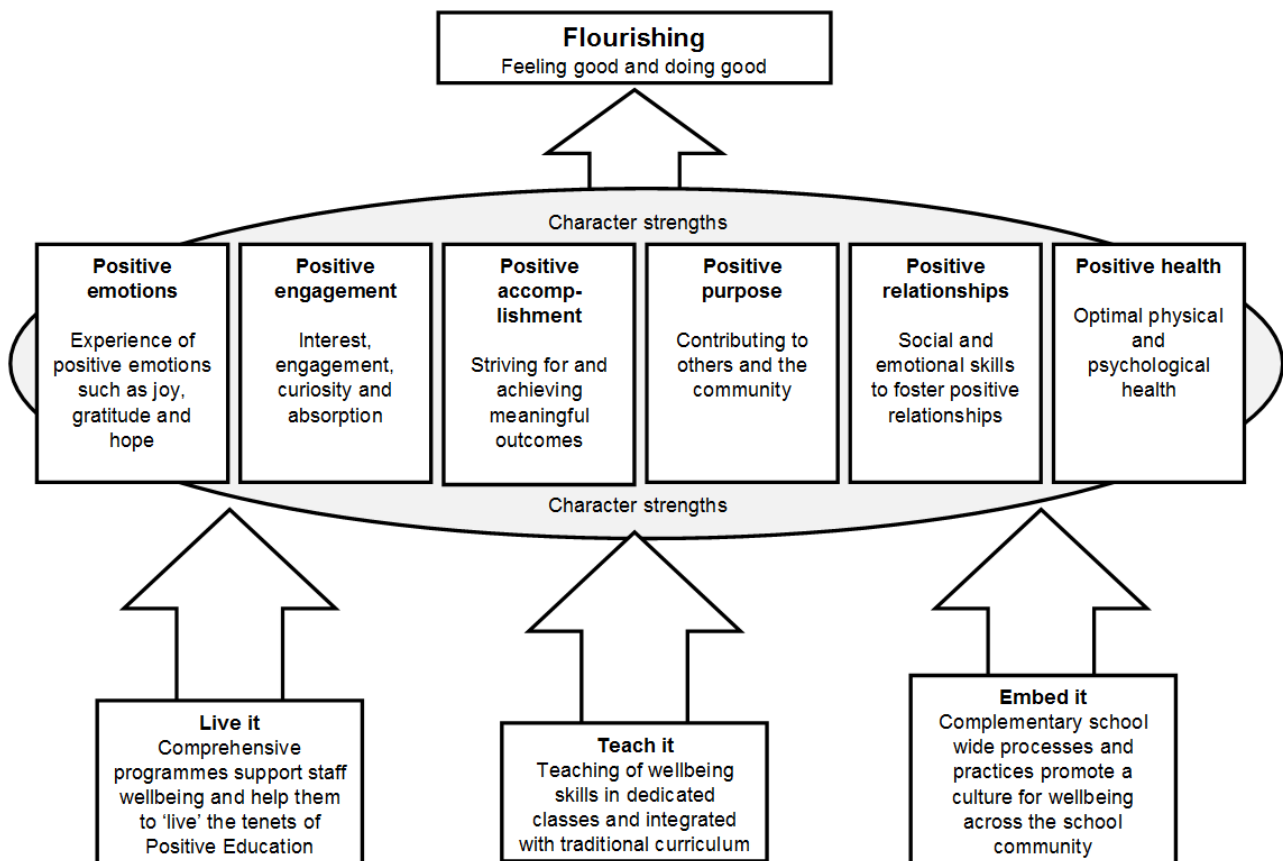 Flourishing
Feeling good and doing good
Character strengths
Positive
emotions
Experience of
positive emotions
such as joy,
gratitude and
hope
Positive
engagement
Interest,
engagement,
curiosity and
absorption
Positive
accomp-
lishment
Striving for and
achieving
meaningful
outcomes
Positive
purpose
Contributing to
others and the
community
Positive
relationships
Social and
emotional skills
to foster positive
relationships
Positive health
Optimal physical
and
psychological
health
Character strengths
Live it
Comprehensive
programmes support staff
wellbeing and help them
to ‘live’ the tenets of
Positive Education
Teach it
Teaching of wellbeing
skills in dedicated
classes and integrated
with traditional curriculum
Embed it
Complementary school
wide processes and
practices promote a
culture for wellbeing
across the school
community